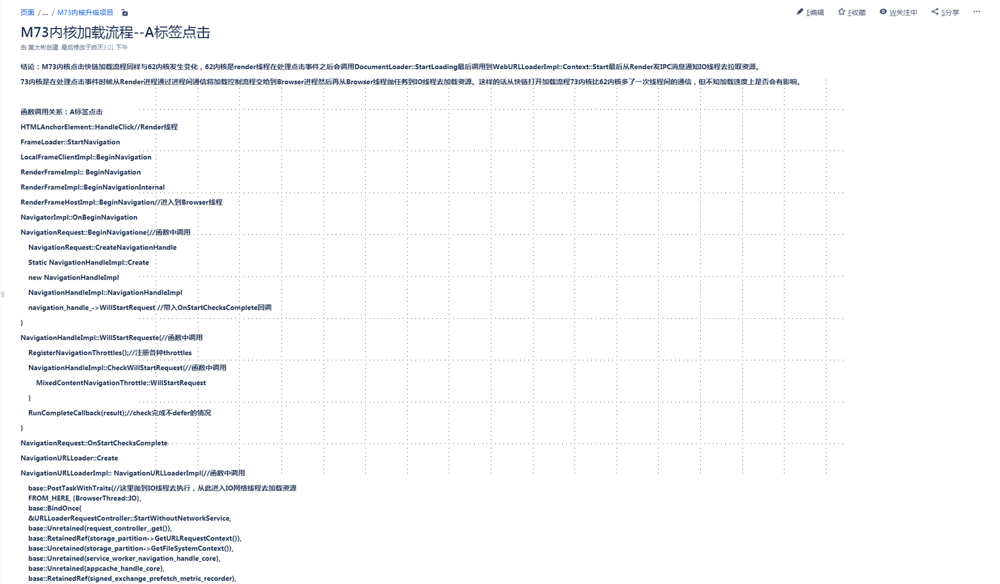 页面 /... / M73内核升级项目
E编辑 F收藏 W关注中 S分享 ...
M73内核加载流程--A标签点击
由 黄太彬创建, 最后修改于昨天3:01 下午
结论：M73内核点击快链加载流程同样与62内核发生变化，62内核是render线程在处理点击事件之后会调用DocumentLoader::StartLoading最后调用到WebURLLoaderImpl::Context::Start最后从Render发IPC消息通知IO线程去拉取资源。
73内核是在处理点击事件时候从Render进程通过进程间通信将加载控制流程交给到Browser进程然后再从Browser线程抛任务到IO线程去加载资源。这样的话从快链打开加载流程73内核比62内核多了一次线程间的通信，但不知加载速度上是否会有影响。
函数调用关系：A标签点击
HTMLAnchorElement::HandleClick//Render线程
FrameLoader::StartNavigation
LocalFrameClientImpl::BeginNavigation
RenderFrameImpl:: BeginNavigation
RenderFrameImpl::BeginNavigationInternal
RenderFrameHostImpl::BeginNavigation//进入到Browser线程
NavigatorImpl::OnBeginNavigation
NavigationRequest::BeginNavigatione{//函数中调用
NavigationRequest::CreateNavigationHandle
Static NavigationHandleImpl::Create
new NavigationHandleImpl
NavigationHandleImpl::NavigationHandleImpl
navigation_handle_->WillStartRequest //带入OnStartChecksComplete回调
}
NavigationHandleImpl::WillStartRequeste{//函数中调用
RegisterNavigationThrottles();//注册各种throttles
NavigationHandleImpl::CheckWillStartRequest{//函数中调用
MixedContentNavigationThrottle::WillStartRequest
}
RunCompleteCallback(result);//check完成不defer的情况
}
NavigationRequest::OnStartChecksComplete
NavigationURLLoader::Create
NavigationURLLoaderImpl:: NavigationURLLoaderImpl{//函数中调用
base::PostTaskWithTraits(//这里抛到IO线程去执行，从此进入IO网络线程去加载资源
FROM_HERE, {BrowserThread::IO},
base::BindOnce(
&URLLoaderRequestController::StartWithoutNetworkService,
base::Unretained(request_controller_.get()),
base::RetainedRef(storage_partition->GetURLRequestContext()),
base::Unretained(storage_partition->GetFileSystemContext()),
base::Unretained(service_worker_navigation_handle_core),
base::Unretained(appcache_handle_core),
base::RetainedRef(signed_exchange_prefetch_metric_recorder),